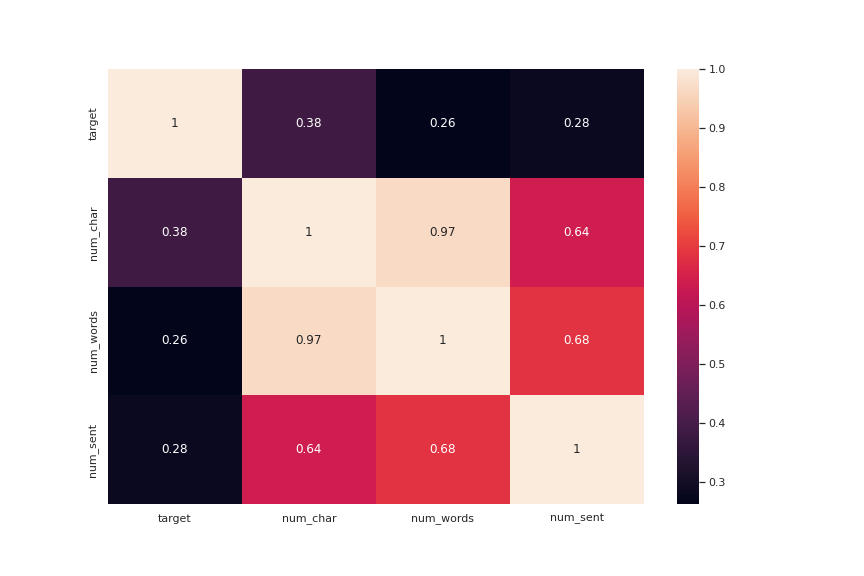 target 1 0.38 0.26 0.28
num_char 0.38 1 0.97 0.64
num_words 0.26 0.97 1 0.68
num_sent 0.28 0.64 0.68 1
target num_char num_words num_sent
1.0
0.9
0.8
0.7
0.6
0.5
0.4
0.3